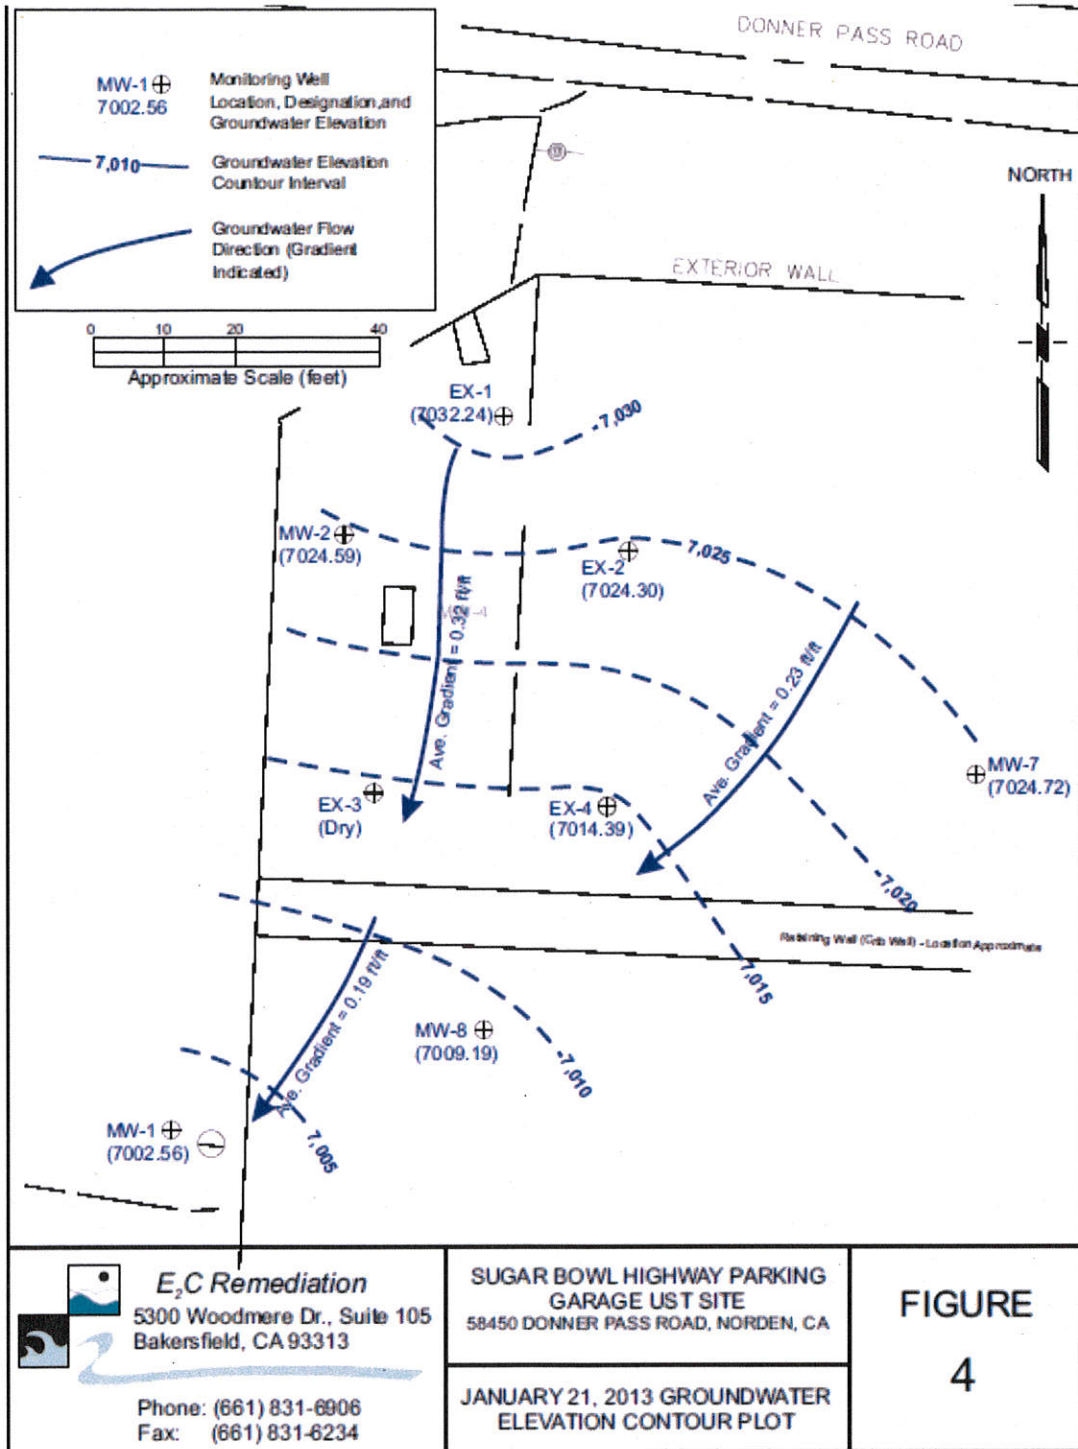 DONNER PASS ROAD
MW-1
7002.56
Monitoring Well
Location, Designation,and
Groundwater Elevation
7,010
Groundwater Elevation
Countour Interval
Groundwater Flow
Direction (Gradient
Indicated)
0 10 20 40
Approximate Scale (feet)
NORTH
EXTERIOR WALL
EX-1
(7032.24)
7,030
MW-2
(7024.59)
EX-2
(7024.30)
7,025
Ave. Gradient = 0.32 ft/ft
Ave. Gradient = 0.23 ft/ft
MW-7
(7024.72)
EX-3
(Dry)
EX-4
(7014.39)
7,020
Retaining Wall (Crib Wall) - Location Approximate
7,015
Ave. Gradient = 0.19 ft/ft
MW-8
(7009.19)
7,010
MW-1
(7002.56)
7,005
E2C Remediation
5300 Woodmere Dr., Suite 105
Bakersfield, CA 93313
Phone: (661) 831-6906
Fax: (661) 831-6234
SUGAR BOWL HIGHWAY PARKING
GARAGE UST SITE
58450 DONNER PASS ROAD, NORDEN, CA
JANUARY 21, 2013 GROUNDWATER
ELEVATION CONTOUR PLOT
FIGURE
4